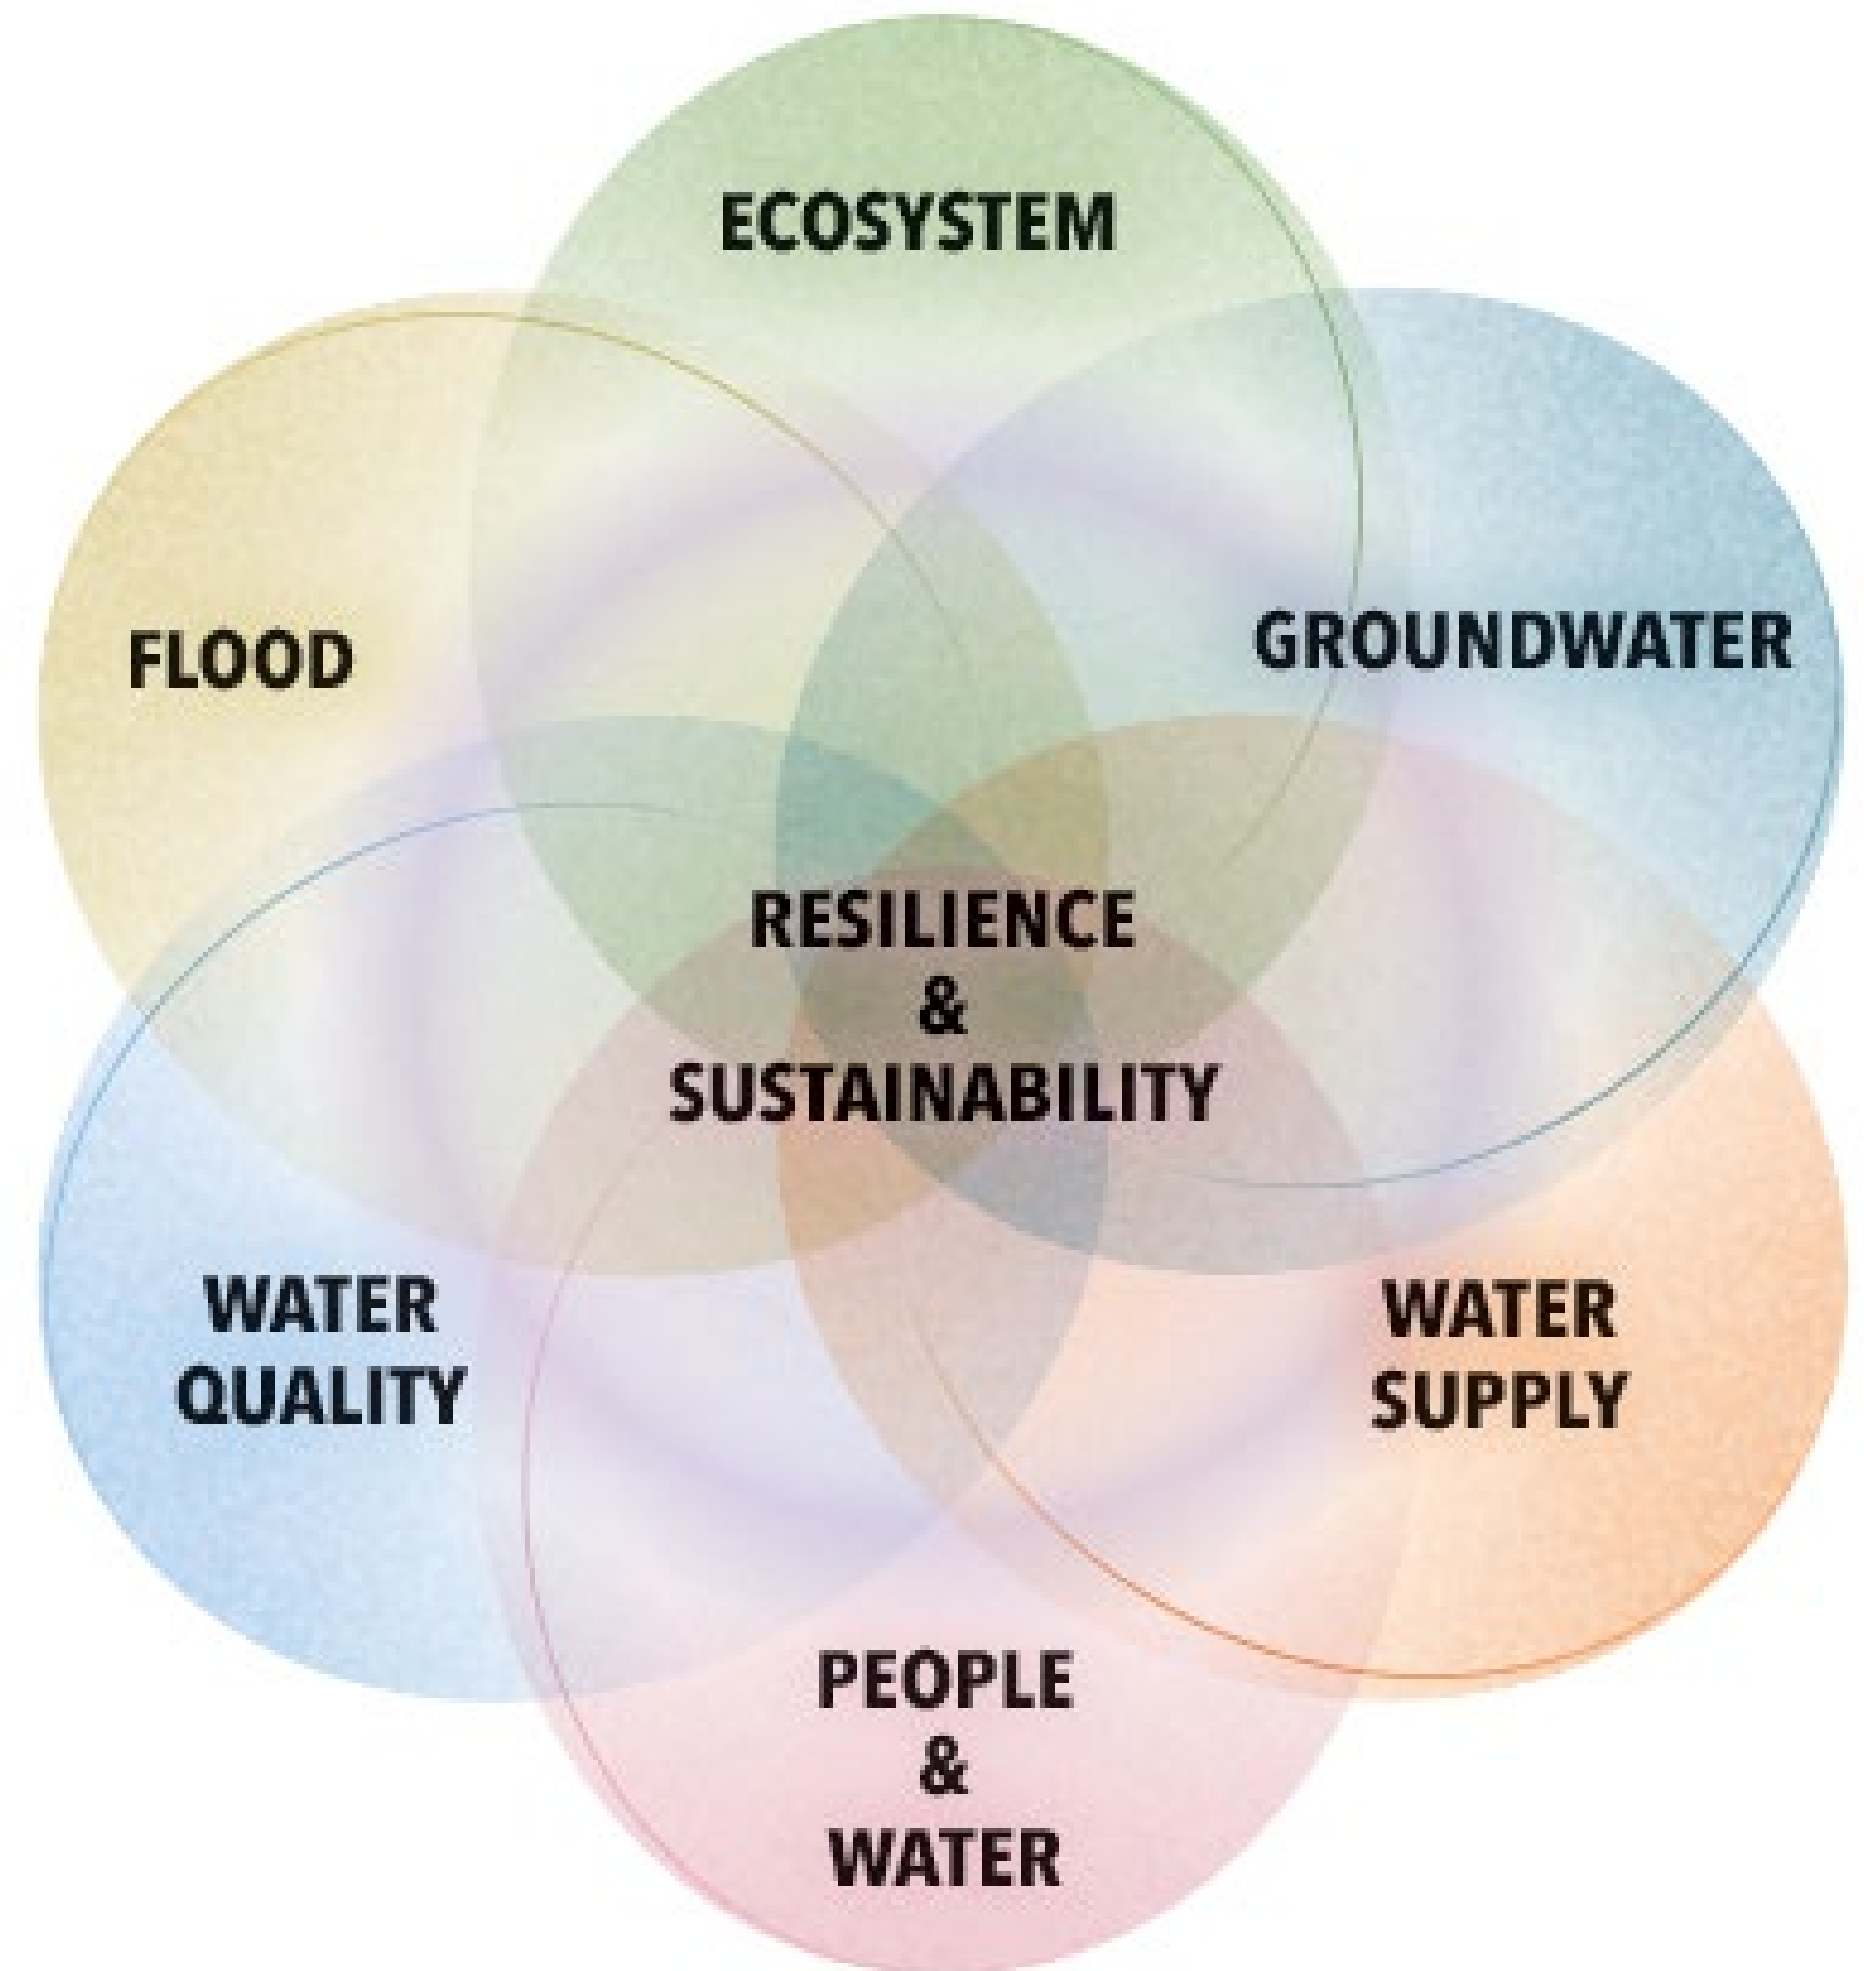 ECOSYSTEM
FLOOD
GROUNDWATER
RESILIENCE
&
SUSTAINABILITY
WATER
QUALITY
WATER
SUPPLY
PEOPLE
&
WATER